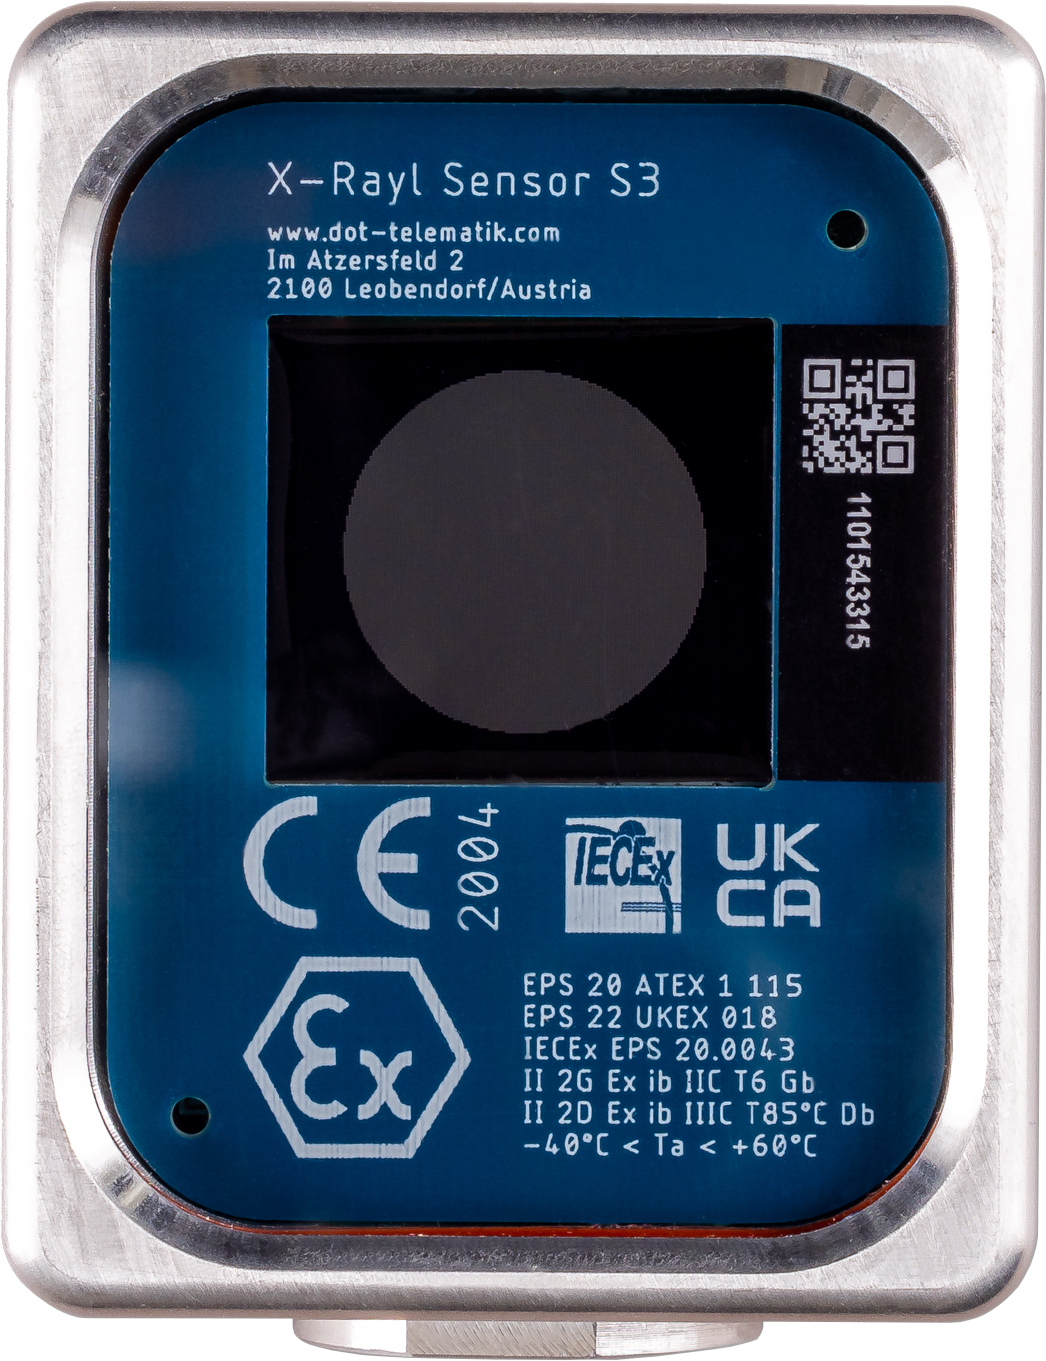 X-Rayl Sensor S3
www.dot-telematik.com
Im Atzersfeld 2
2100 Leobendorf/Austria
1101543315
CE 2004
IECEx
UK
CA
Ex
EPS 20 ATEX 1 115
EPS 22 UKEX 018
IECEx EPS 20.0043
II 2G Ex ib IIC T6 Gb
II 2D Ex ib IIIC T85°C Db
-40°C < Ta < +60°C